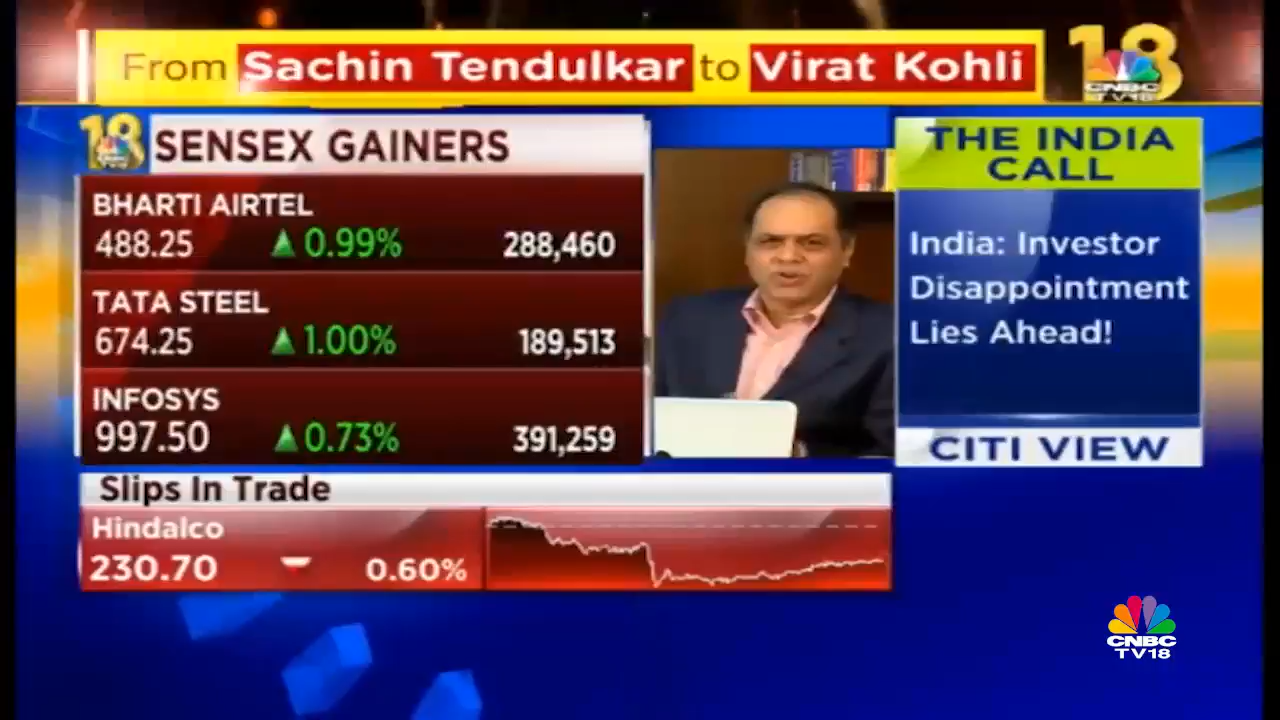 From Sachin Tendulkar to Virat Kohli
18
CNBC
TV18
18
SENSEX GAINERS
BHARTI AIRTEL
488.25 ▲ 0.99% 288,460
TATA STEEL
674.25 ▲ 1.00% 189,513
INFOSYS
997.50 ▲ 0.73% 391,259
THE INDIA
CALL
India: Investor
Disappointment
Lies Ahead!
CITI VIEW
Slips In Trade
Hindalco
230.70 ▼ 0.60%
CNBC
TV18